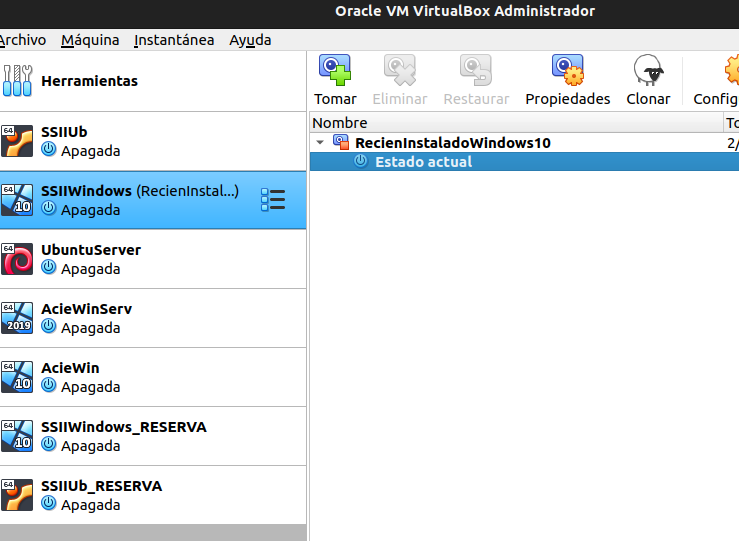 Oracle VM VirtualBox Administrador
Archivo Máquina Instantánea Ayuda
Herramientas
64
SSIIUb
Apagada
64
10
SSIIWindows (RecienInstal...)
Apagada
64
UbuntuServer
Apagada
64
2019
AcieWinServ
Apagada
64
10
AcieWin
Apagada
64
10
SSIIWindows_RESERVA
Apagada
64
SSIIUb_RESERVA
Apagada
Tomar Eliminar Restaurar Propiedades Clonar Config
Nombre To
RecienInstaladoWindows10 2/
Estado actual